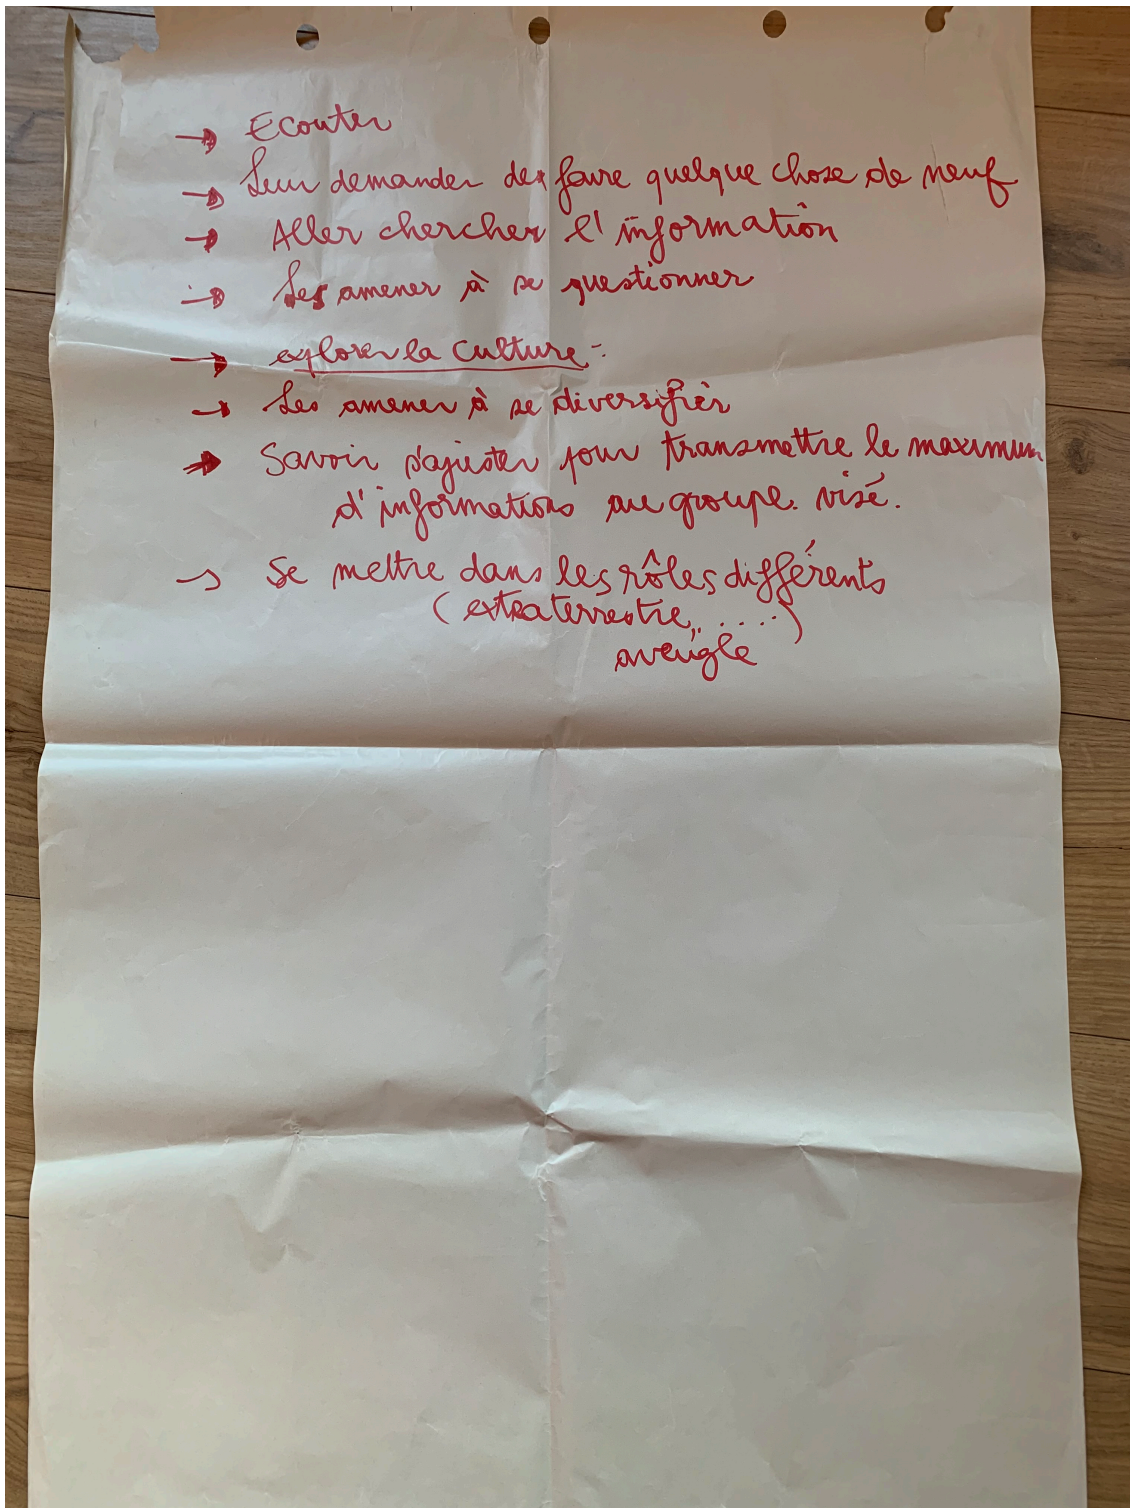 → Ecouter
→ Leur demander de faire quelque chose de neuf
→ Aller chercher l'information
→ Les amener à se questionner
→ explorer la culture -
→ Les amener à se diversifier
→ Savoir s'ajuster pour transmettre le maximum
d'informations au groupe. visé.
→ Se mettre dans les rôles différents
(extraterrestre, ....)
aveugle